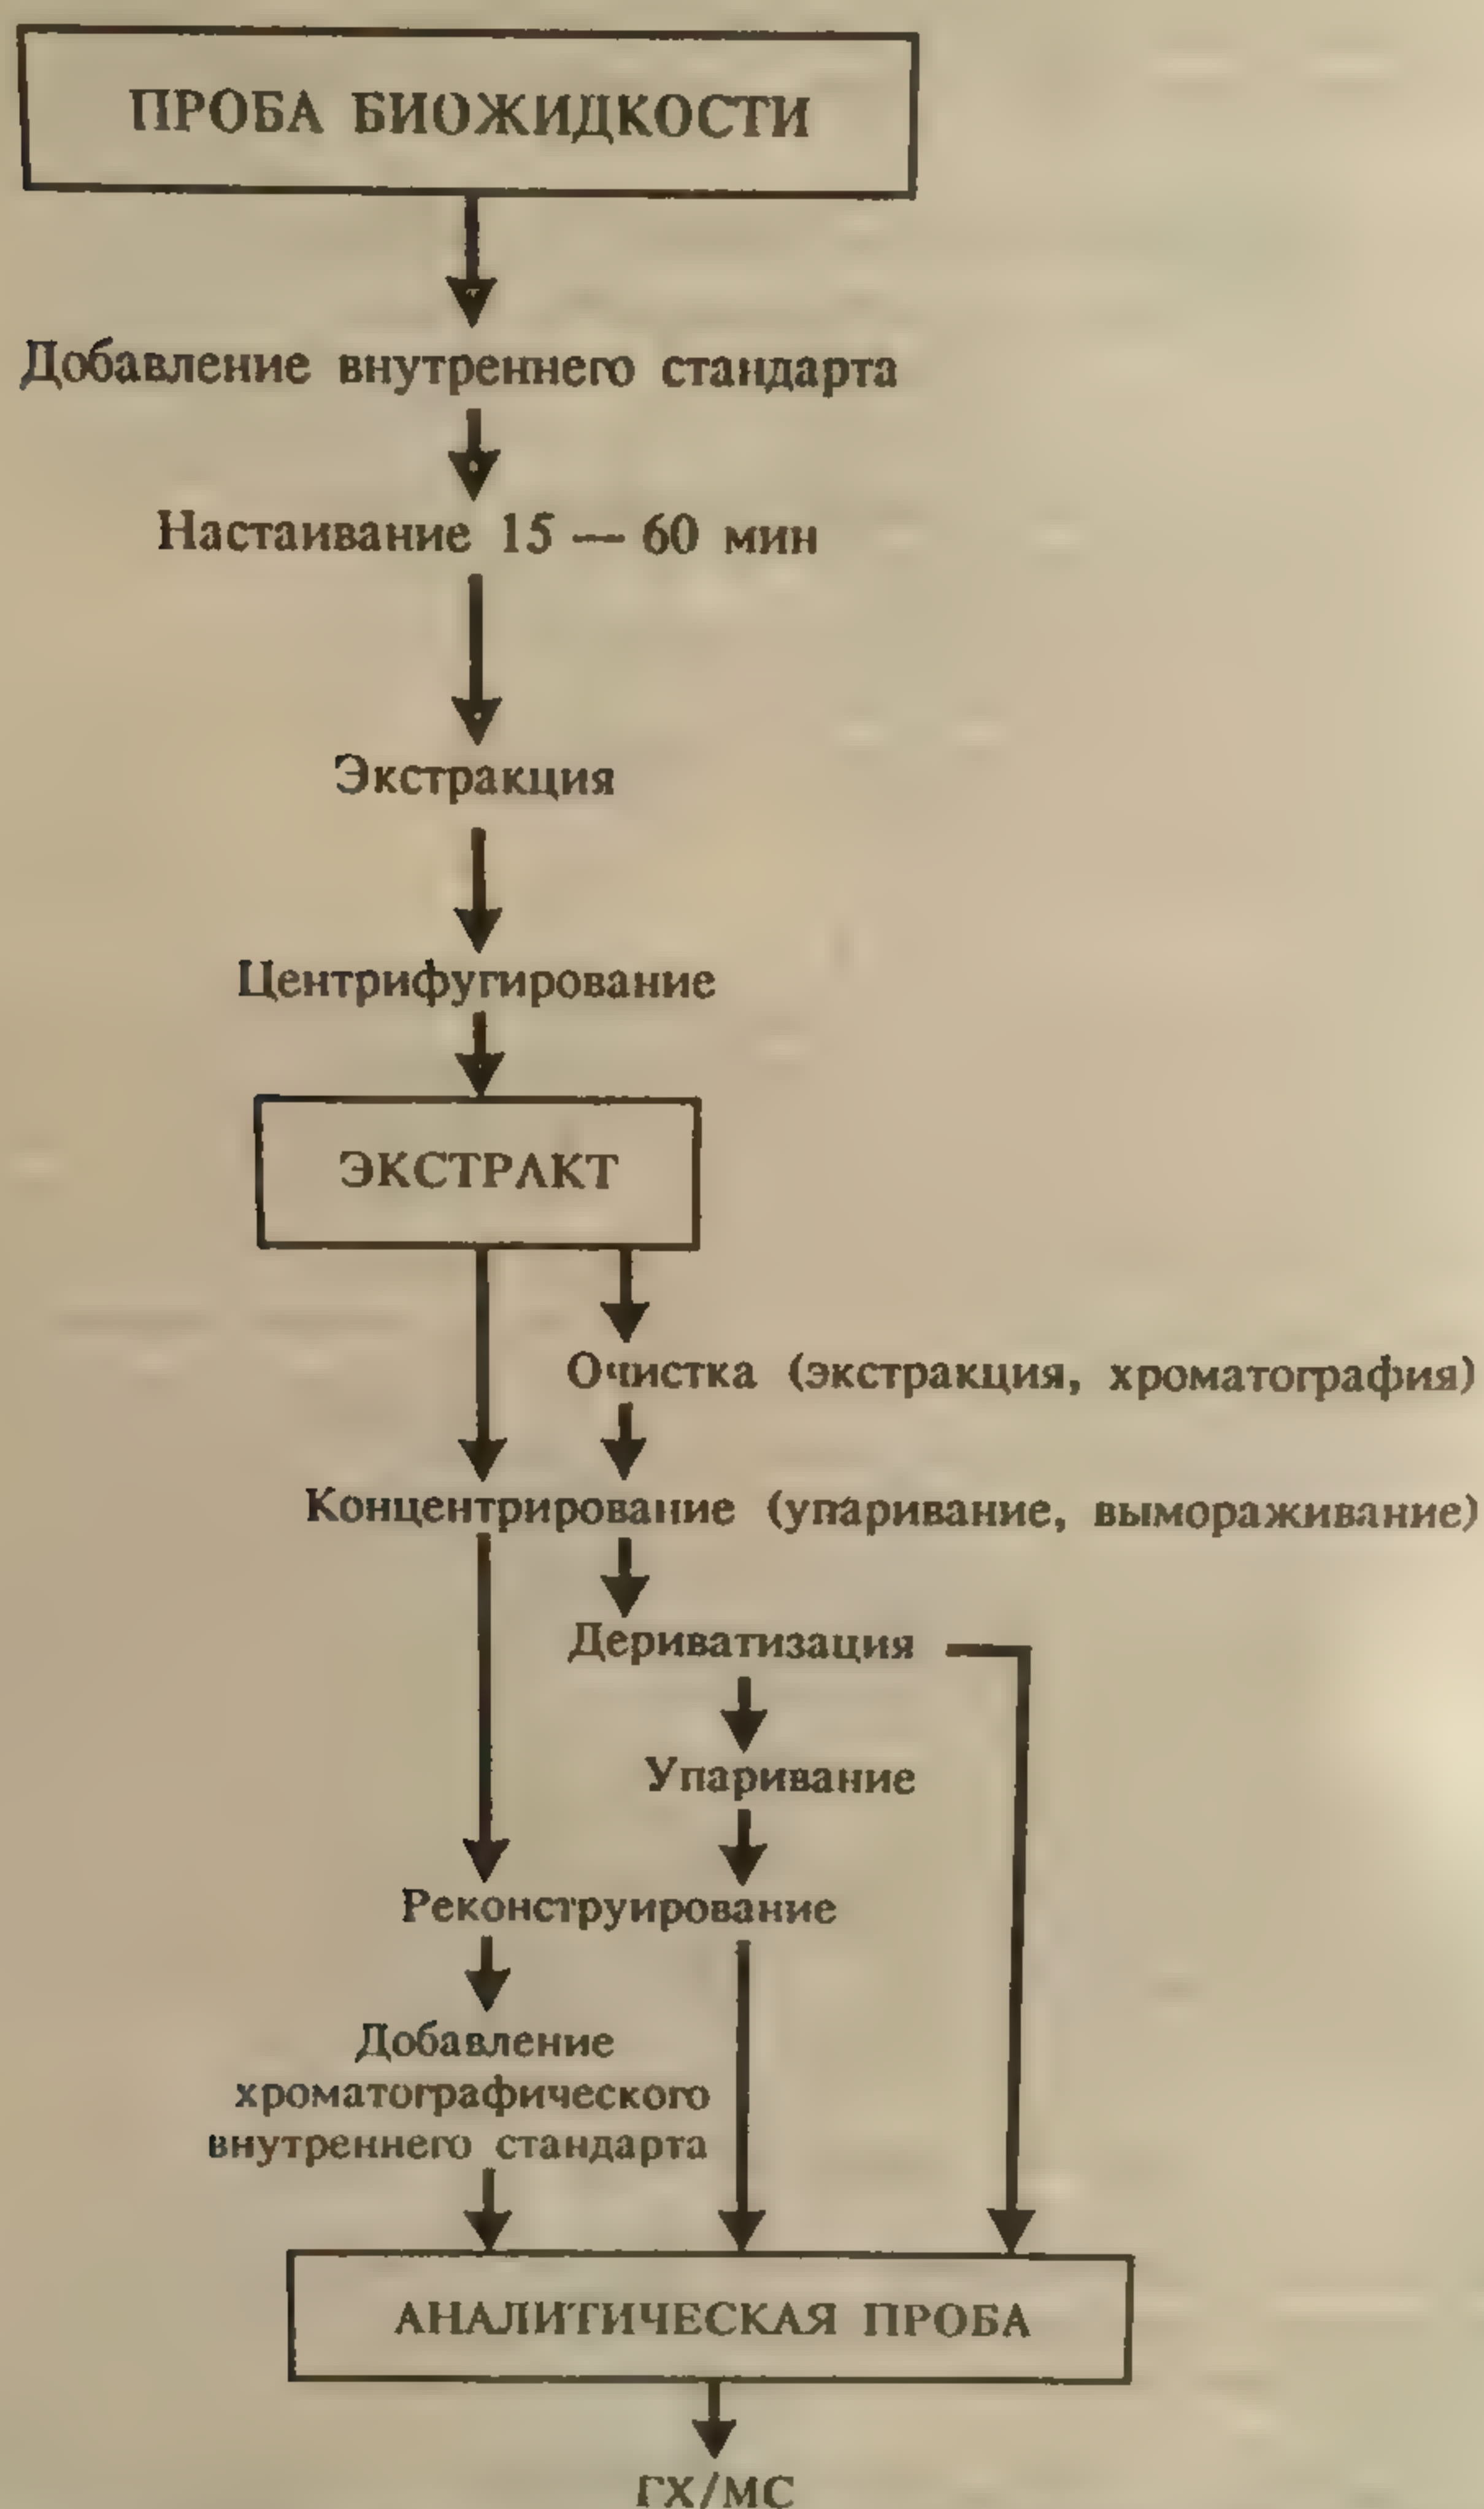 ПРОБА БИОЖИДКОСТИ
Добавление внутреннего стандарта
Настаивание 15 — 60 мин
Экстракция
Центрифугирование
ЭКСТРАКТ
Очистка (экстракция, хроматография)
Концентрирование (упаривание, вымораживание)
Дериватизация
Упаривание
Реконструирование
Добавление
хроматографического
внутреннего стандарта
АНАЛИТИЧЕСКАЯ ПРОБА
ГХ/МС